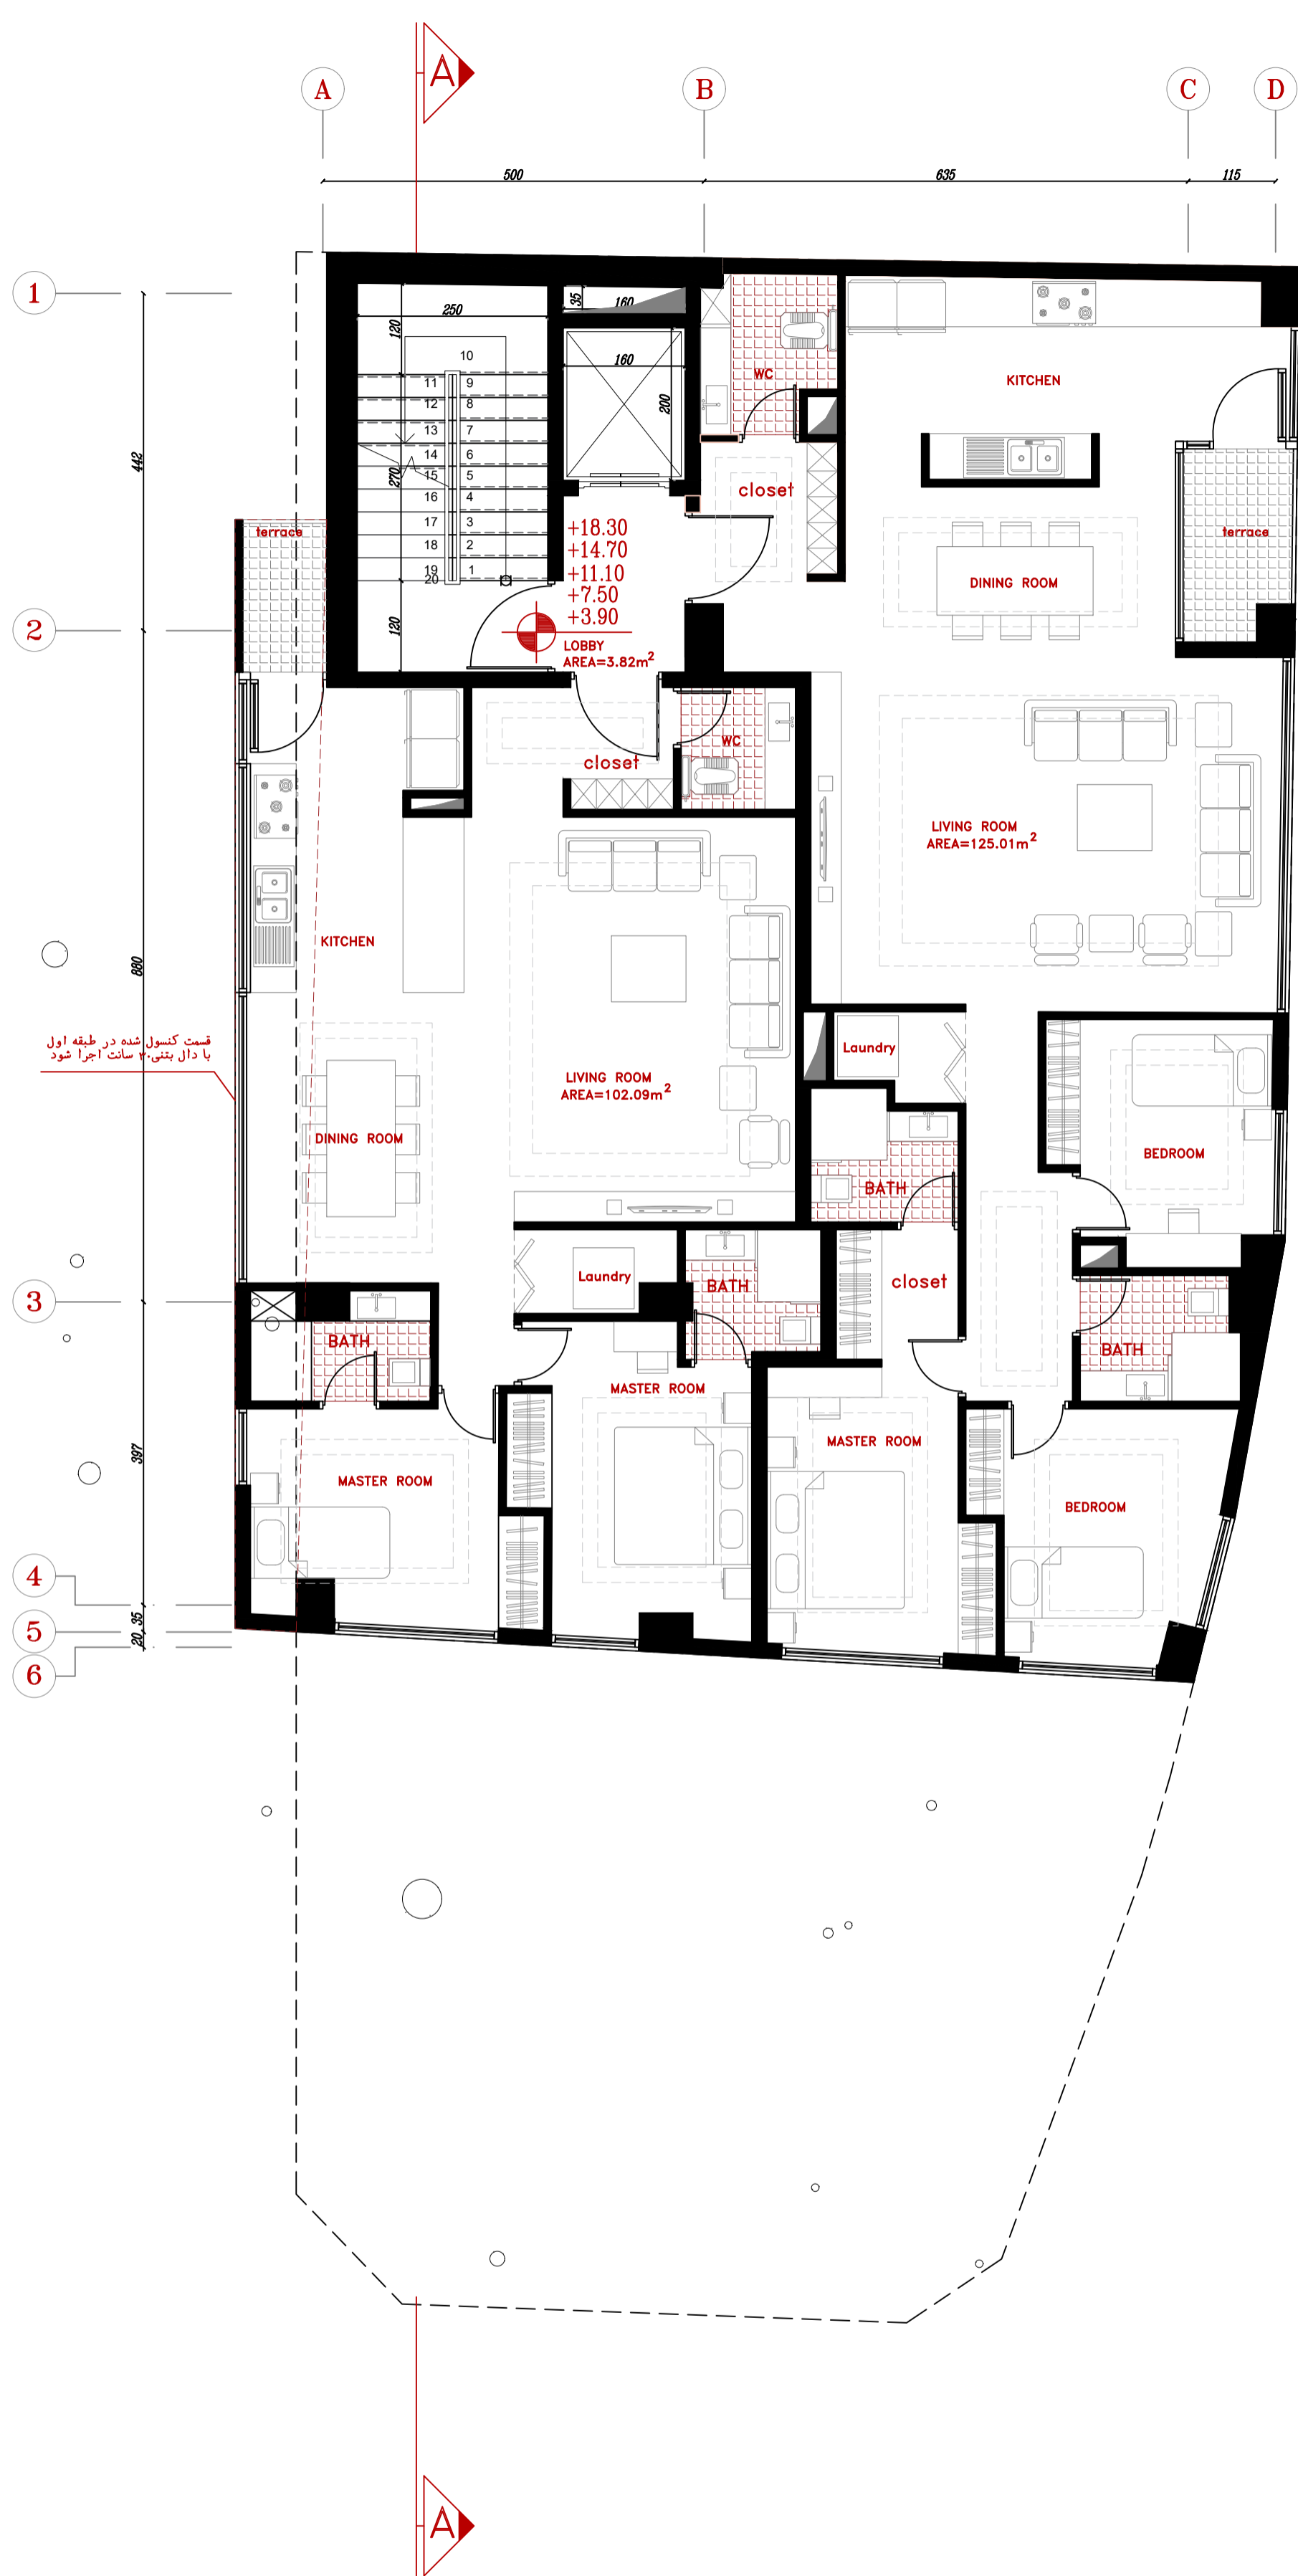 A
A
B
C
D
500
635
115
1
2
3
4
5
6
442
880
397
35
20
250
120
10
11 9
12 8
13 7
14 6
15 5
16 4
17 3
18 2
19 1
20
270
120
35
160
160
200
WC
closet
KITCHEN
DINING ROOM
terrace
terrace
+18.30
+14.70
+11.10
+7.50
+3.90
LOBBY
AREA=3.82m²
closet
WC
LIVING ROOM
AREA=125.01m²
KITCHEN
قسمت کنسول شده در طبقه اول
با دال بتنی ۳۰ سانت اجرا شود
LIVING ROOM
AREA=102.09m²
DINING ROOM
Laundry
BATH
BEDROOM
Laundry
BATH
closet
BATH
BATH
MASTER ROOM
MASTER ROOM
MASTER ROOM
BEDROOM
A